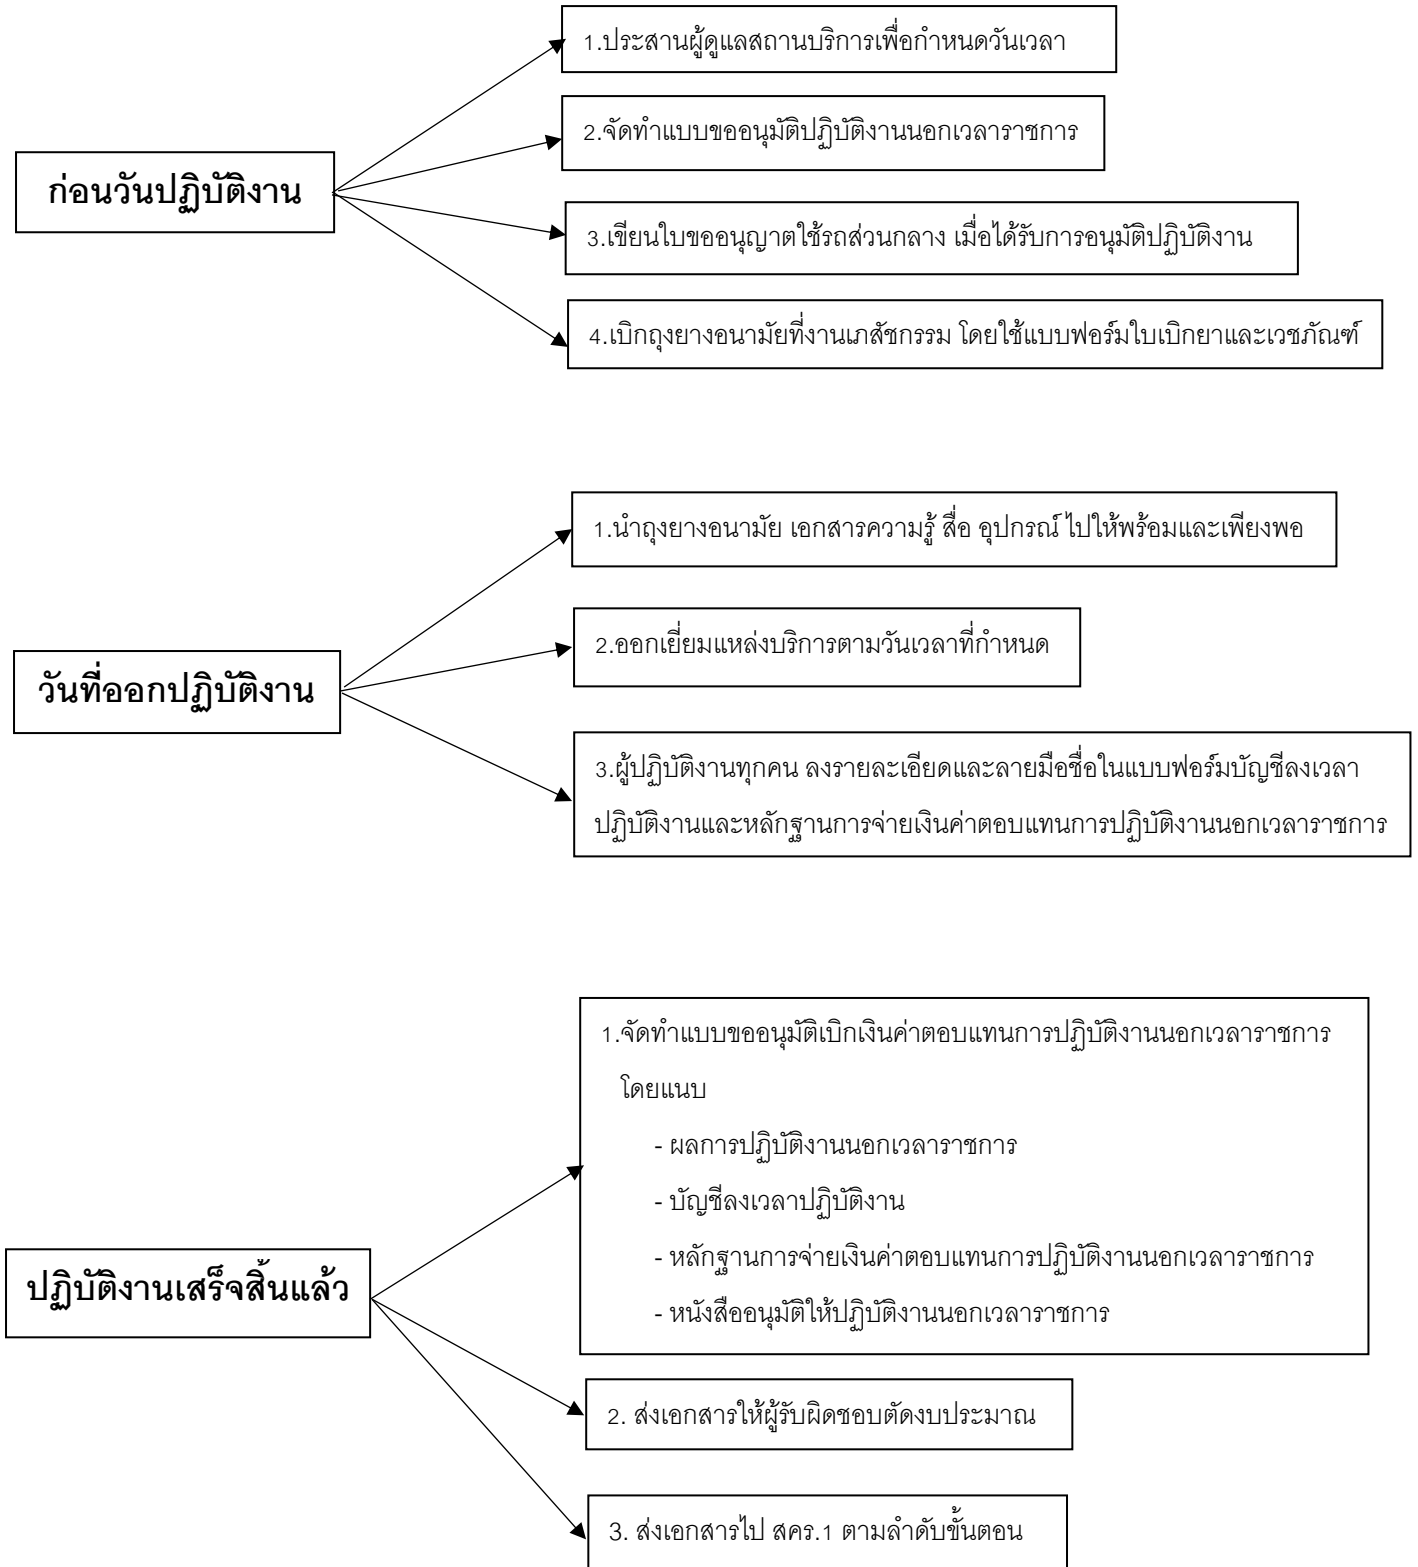 ก่อนวันปฏิบัติงาน
1.ประสานผู้ดูแลสถานบริการเพื่อกำหนดวันเวลา
2.จัดทำแบบขออนุมัติปฏิบัติงานนอกเวลาราชการ
3.เขียนใบขออนุญาตใช้รถส่วนกลาง เมื่อได้รับการอนุมัติปฏิบัติงาน
4.เบิกถุงยางอนามัยที่งานเภสัชกรรม โดยใช้แบบฟอร์มใบเบิกยาและเวชภัณฑ์
วันที่ออกปฏิบัติงาน
1.นำถุงยางอนามัย เอกสารความรู้ สื่อ อุปกรณ์ ไปให้พร้อมและเพียงพอ
2.ออกเยี่ยมแหล่งบริการตามวันเวลาที่กำหนด
3.ผู้ปฏิบัติงานทุกคน ลงรายละเอียดและลายมือชื่อในแบบฟอร์มบัญชีลงเวลา
ปฏิบัติงานและหลักฐานการจ่ายเงินค่าตอบแทนการปฏิบัติงานนอกเวลาราชการ
ปฏิบัติงานเสร็จสิ้นแล้ว
1.จัดทำแบบขออนุมัติเบิกเงินค่าตอบแทนการปฏิบัติงานนอกเวลาราชการ
โดยแนบ
- ผลการปฏิบัติงานนอกเวลาราชการ
- บัญชีลงเวลาปฏิบัติงาน
- หลักฐานการจ่ายเงินค่าตอบแทนการปฏิบัติงานนอกเวลาราชการ
- หนังสืออนุมัติให้ปฏิบัติงานนอกเวลาราชการ
2. ส่งเอกสารให้ผู้รับผิดชอบตัดงบประมาณ
3. ส่งเอกสารไป สคร.1 ตามลำดับขั้นตอน